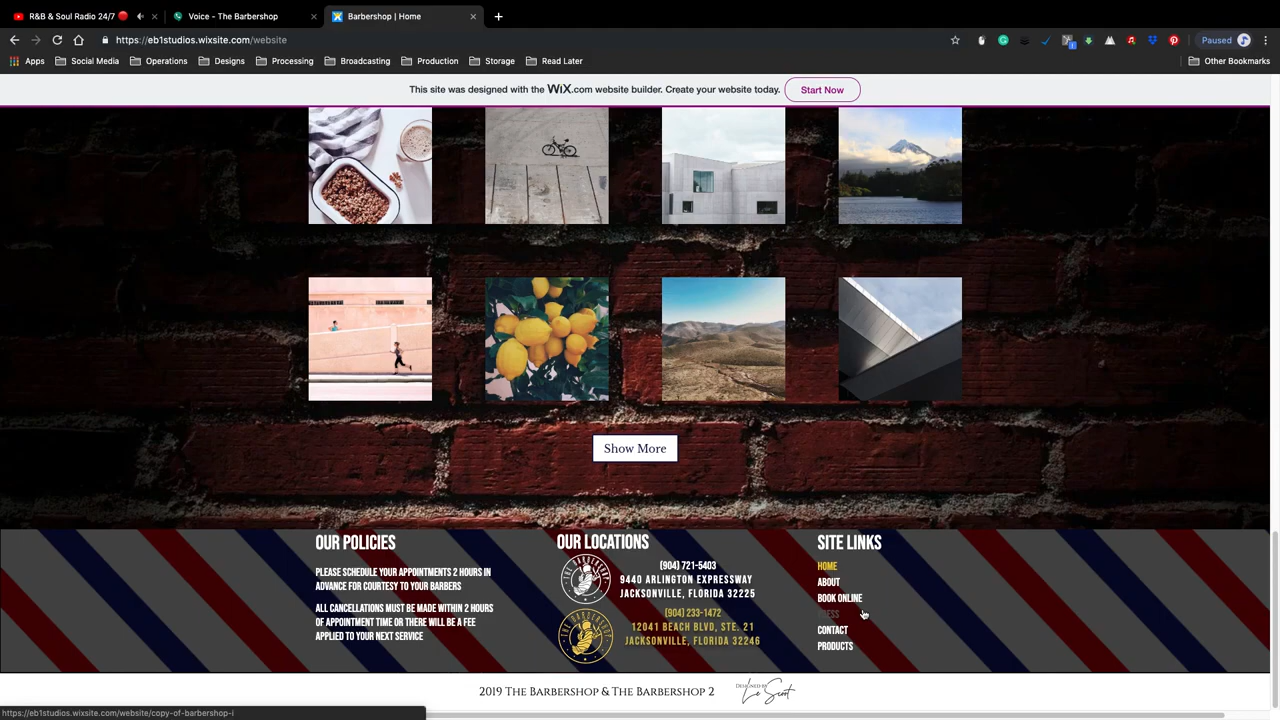 R&B & Soul Radio 24/7
Voice - The Barbershop
Barbershop | Home
https://eb1studios.wixsite.com/website
Paused
Apps
Social Media
Operations
Designs
Processing
Broadcasting
Production
Storage
Read Later
Other Bookmarks
This site was designed with the WiX.com website builder. Create your website today.
Start Now
Show More
OUR POLICIES
PLEASE SCHEDULE YOUR APPOINTMENTS 2 HOURS IN
ADVANCE FOR COURTESY TO YOUR BARBERS
ALL CANCELLATIONS MUST BE MADE WITHIN 2 HOURS
OF APPOINTMENT TIME OR THERE WILL BE A FEE
APPLIED TO YOUR NEXT SERVICE
OUR LOCATIONS
(904) 721-5403
9440 ARLINGTON EXPRESSWAY
JACKSONVILLE, FLORIDA 32225
(904) 233-1472
12041 BEACH BLVD, STE. 21
JACKSONVILLE, FLORIDA 32246
SITE LINKS
HOME
ABOUT
BOOK ONLINE
PRESS
CONTACT
PRODUCTS
2019 THE BARBERSHOP & THE BARBERSHOP 2
DESIGNED BY
Le Scot
https://eb1studios.wixsite.com/website/copy-of-barbershop-i